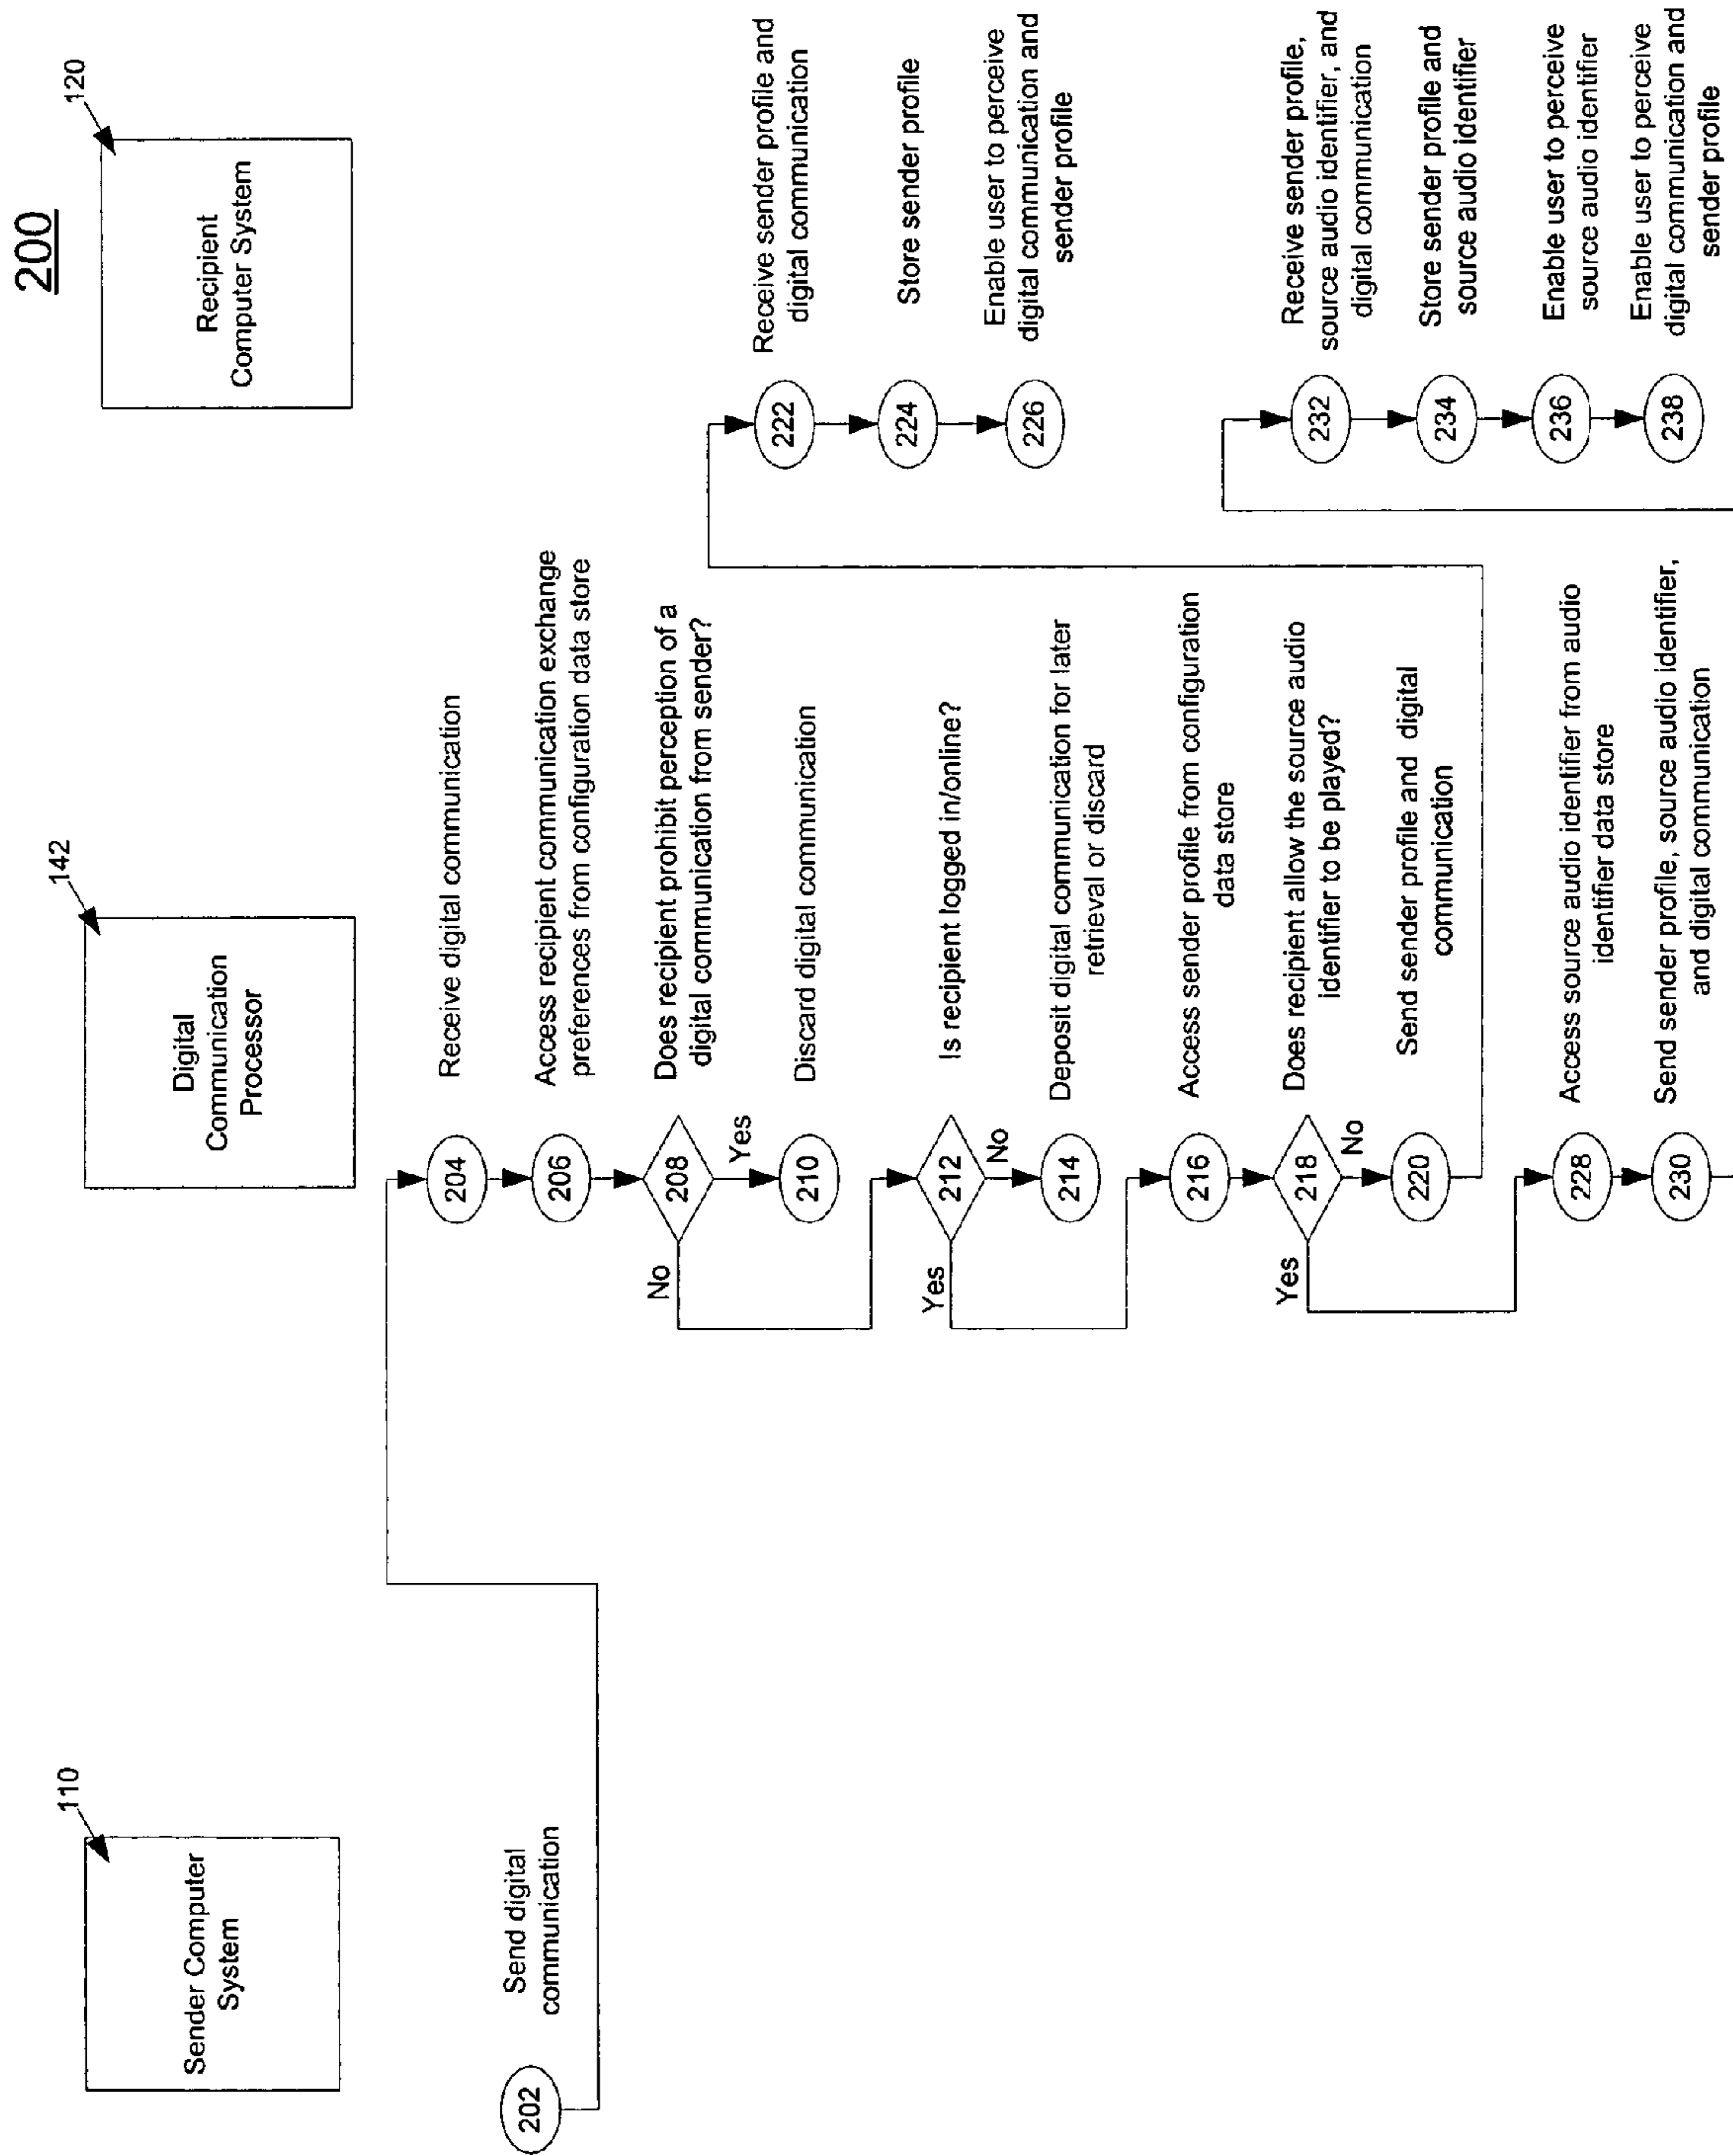 200
110
Sender Computer
System
142
Digital
Communication
Processor
120
Recipient
Computer System
202
Send digital
communication
204
Receive digital communication
206
Access recipient communication exchange
preferences from configuration data store
208
Does recipient prohibit perception of a
digital communication from sender?
Yes
No
210
Discard digital communication
212
Is recipient logged in/online?
No
Yes
214
Deposit digital communication for later
retrieval or discard
216
Access sender profile from configuration
data store
218
Does recipient allow the source audio
identifier to be played?
No
Yes
220
Send sender profile and digital
communication
222
Receive sender profile and
digital communication
224
Store sender profile
226
Enable user to perceive
digital communication and
sender profile
228
Access source audio identifier from audio
identifier data store
230
Send sender profile, source audio identifier,
and digital communication
232
Receive sender profile,
source audio identifier, and
digital communication
234
Store sender profile and
source audio identifier
236
Enable user to perceive
source audio identifier
238
Enable user to perceive
digital communication and
sender profile